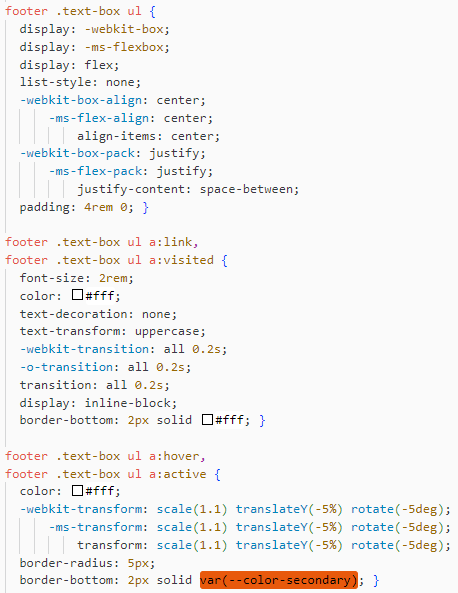 footer .text-box ul {
  display: -webkit-box;
  display: -ms-flexbox;
  display: flex;
  list-style: none;
  -webkit-box-align: center;
      -ms-flex-align: center;
          align-items: center;
  -webkit-box-pack: justify;
      -ms-flex-pack: justify;
          justify-content: space-between;
  padding: 4rem 0; }

footer .text-box ul a:link,
footer .text-box ul a:visited {
  font-size: 2rem;
  color: #fff;
  text-decoration: none;
  text-transform: uppercase;
  -webkit-transition: all 0.2s;
  -o-transition: all 0.2s;
  transition: all 0.2s;
  display: inline-block;
  border-bottom: 2px solid #fff; }

footer .text-box ul a:hover,
footer .text-box ul a:active {
  color: #fff;
  -webkit-transform: scale(1.1) translateY(-5%) rotate(-5deg);
      -ms-transform: scale(1.1) translateY(-5%) rotate(-5deg);
          transform: scale(1.1) translateY(-5%) rotate(-5deg);
  border-radius: 5px;
  border-bottom: 2px solid var(--color-secondary); }